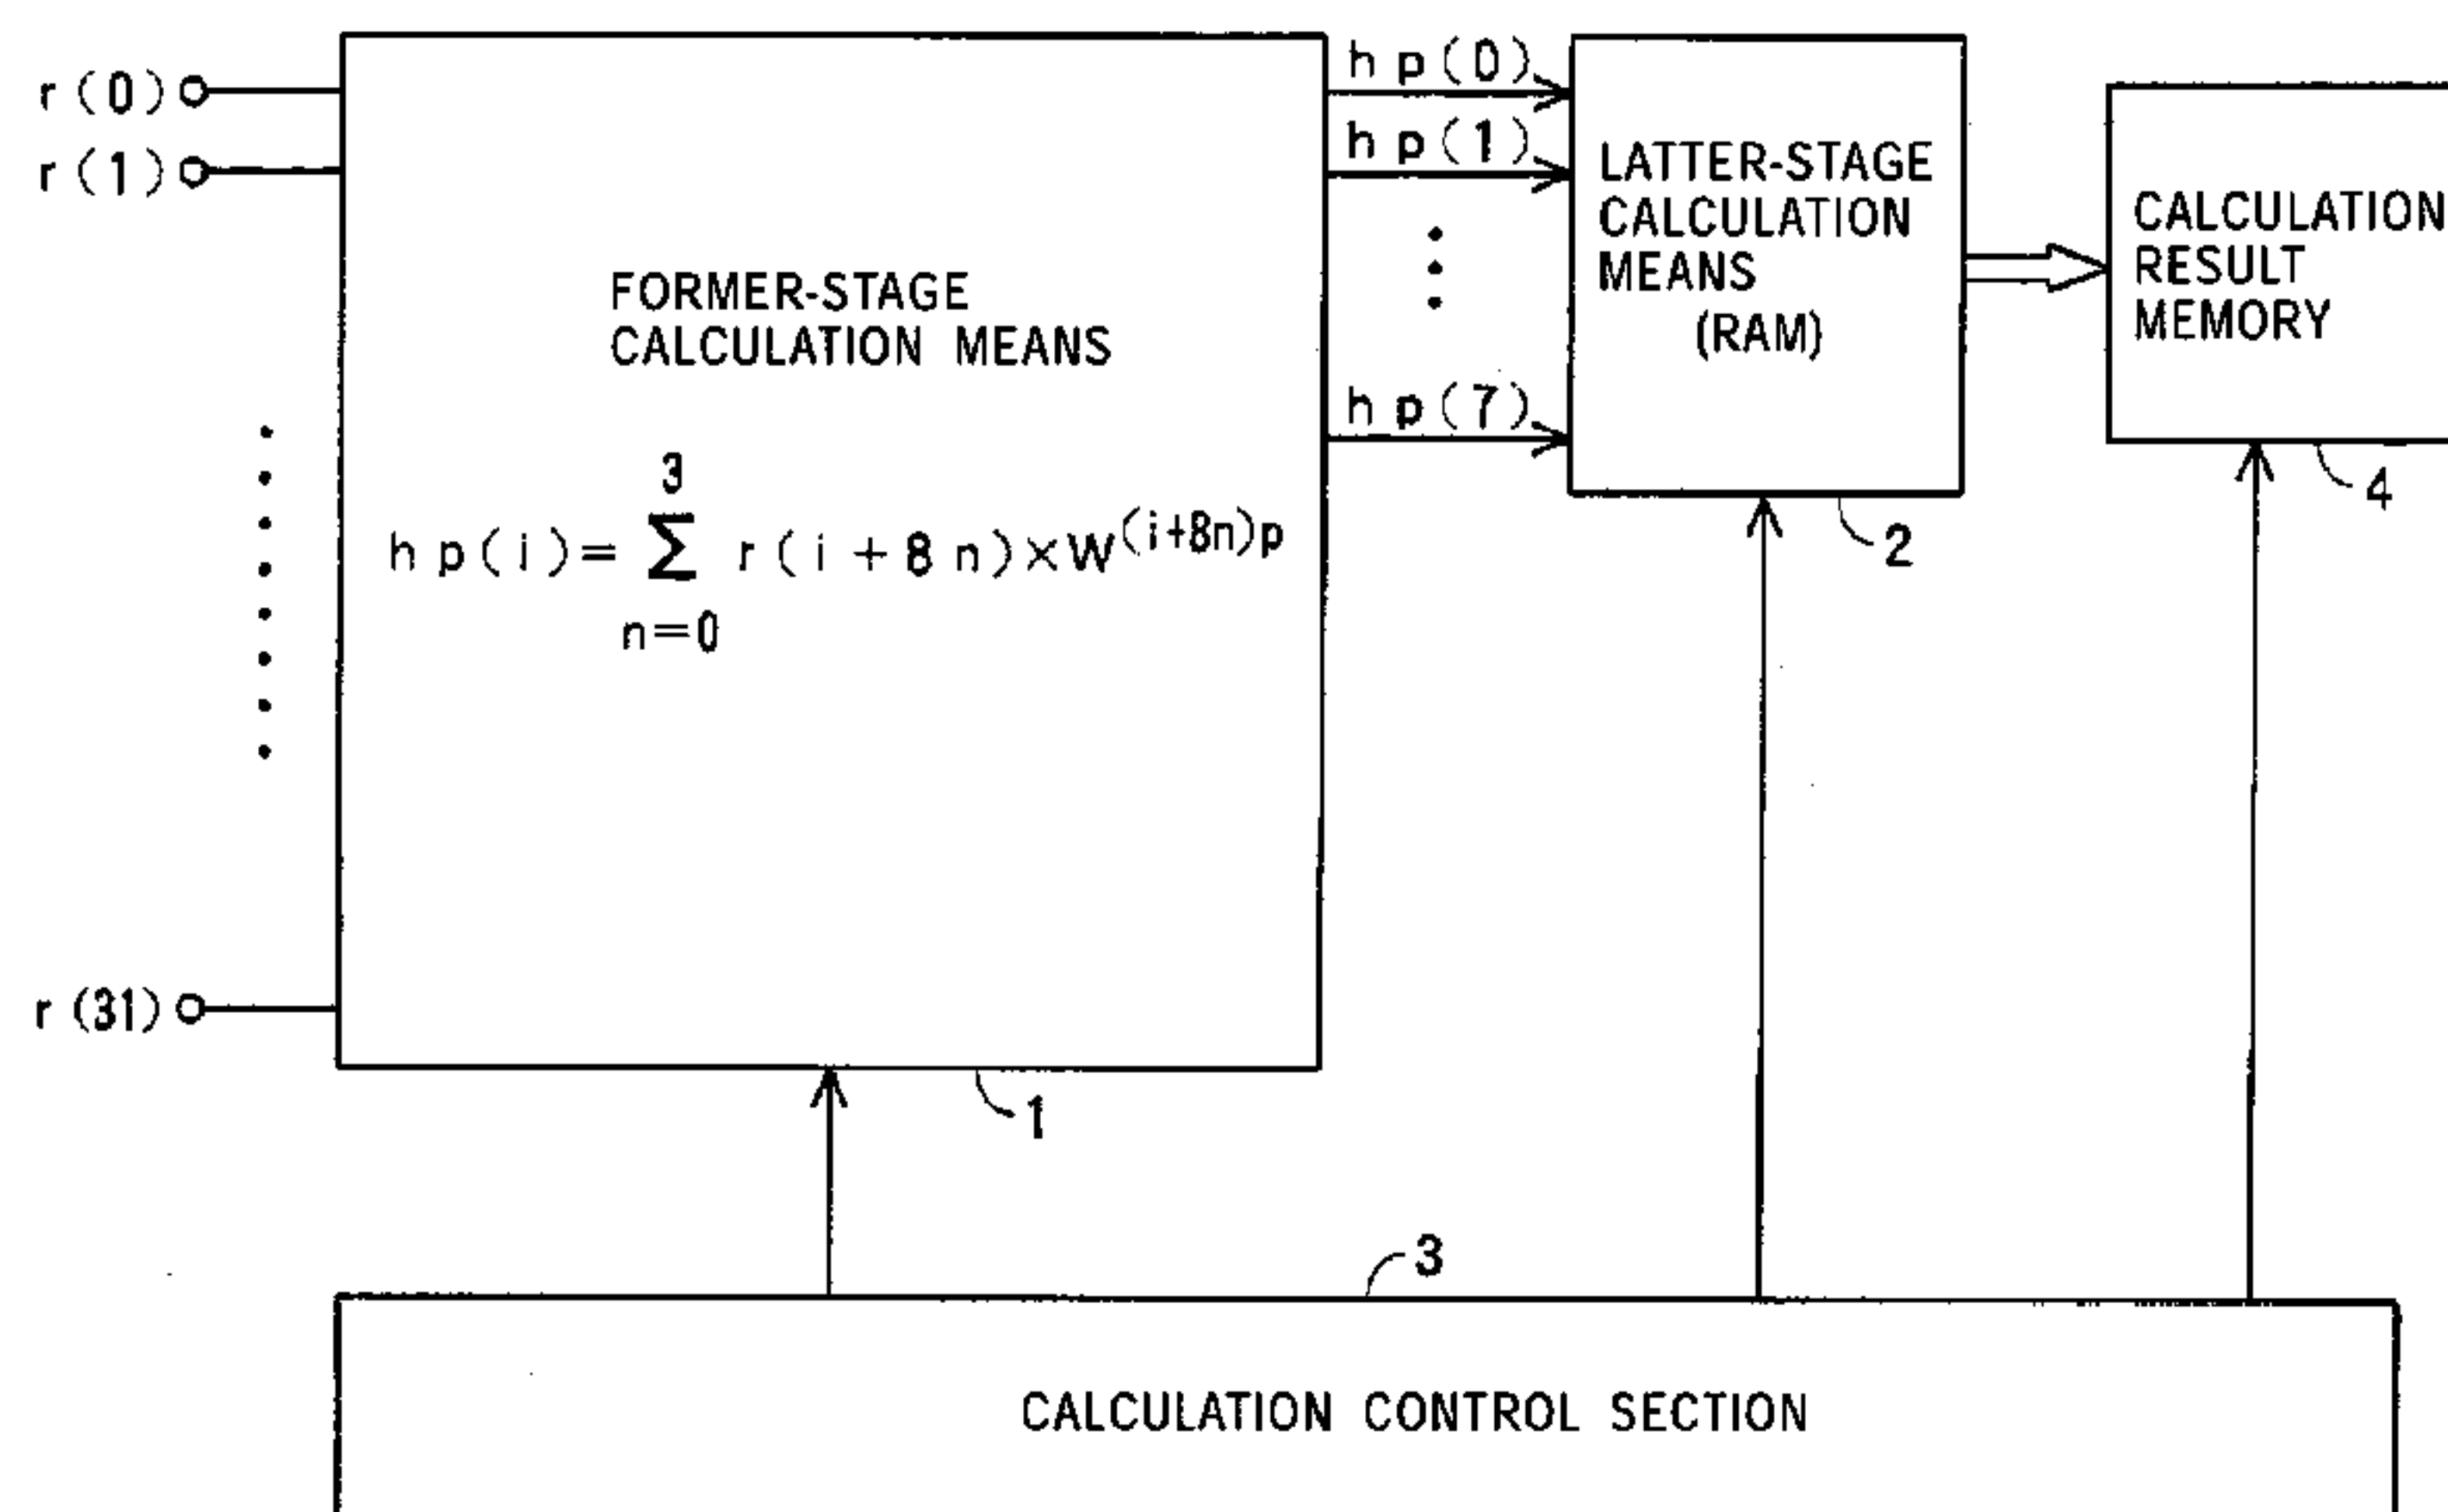 r(0)
r(1)
r(31)
FORMER-STAGE
CALCULATION MEANS
3
hp(i)=Σ r(i+8n)×W^(i+8n)p
n=0
1
hp(0)
hp(1)
hp(7)
LATTER-STAGE
CALCULATION
MEANS
(RAM)
2
CALCULATION
RESULT
MEMORY
4
3
CALCULATION CONTROL SECTION